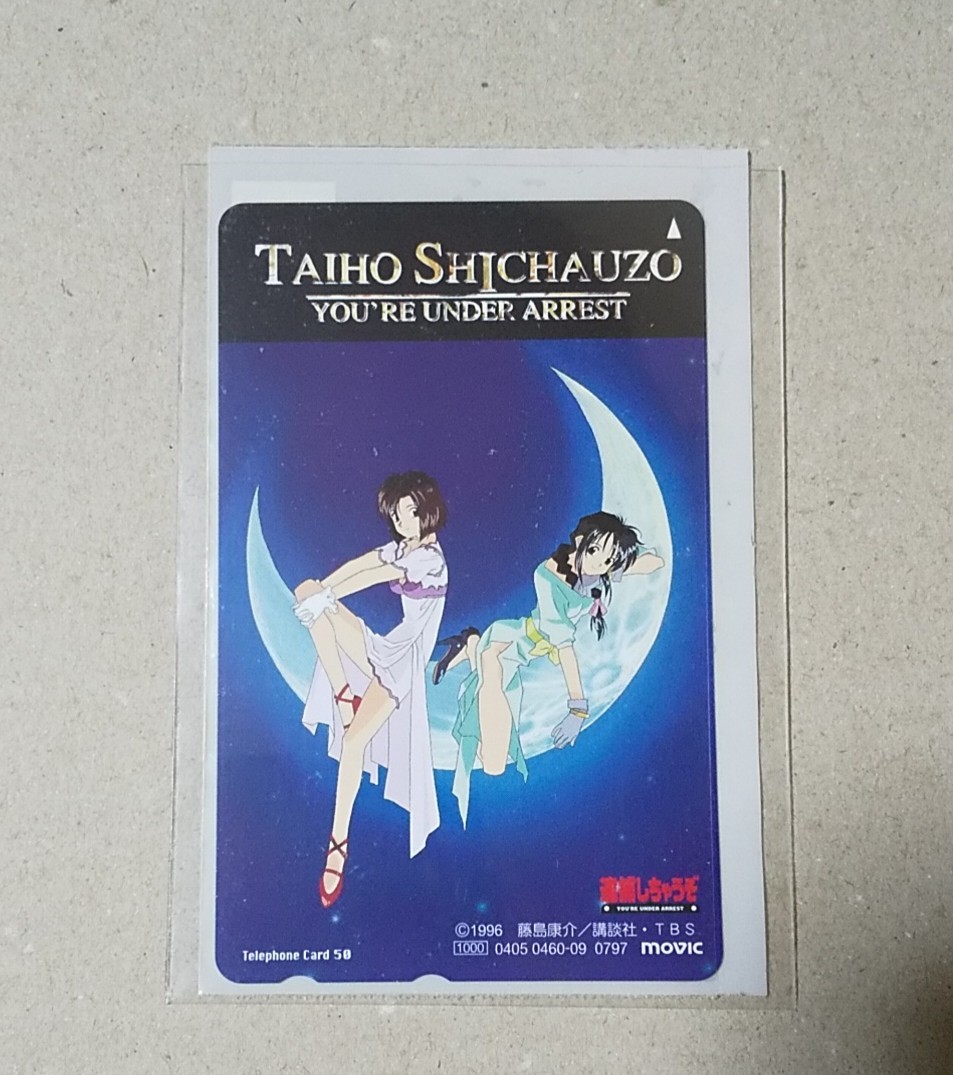 TAIHO SHICHAUZO
YOU'RE UNDER ARREST
逮捕しちゃうぞ
YOU'RE UNDER ARREST
©1996 藤島康介／講談社・TBS
1000 0405 0460-09 0797 movic
Telephone Card 50